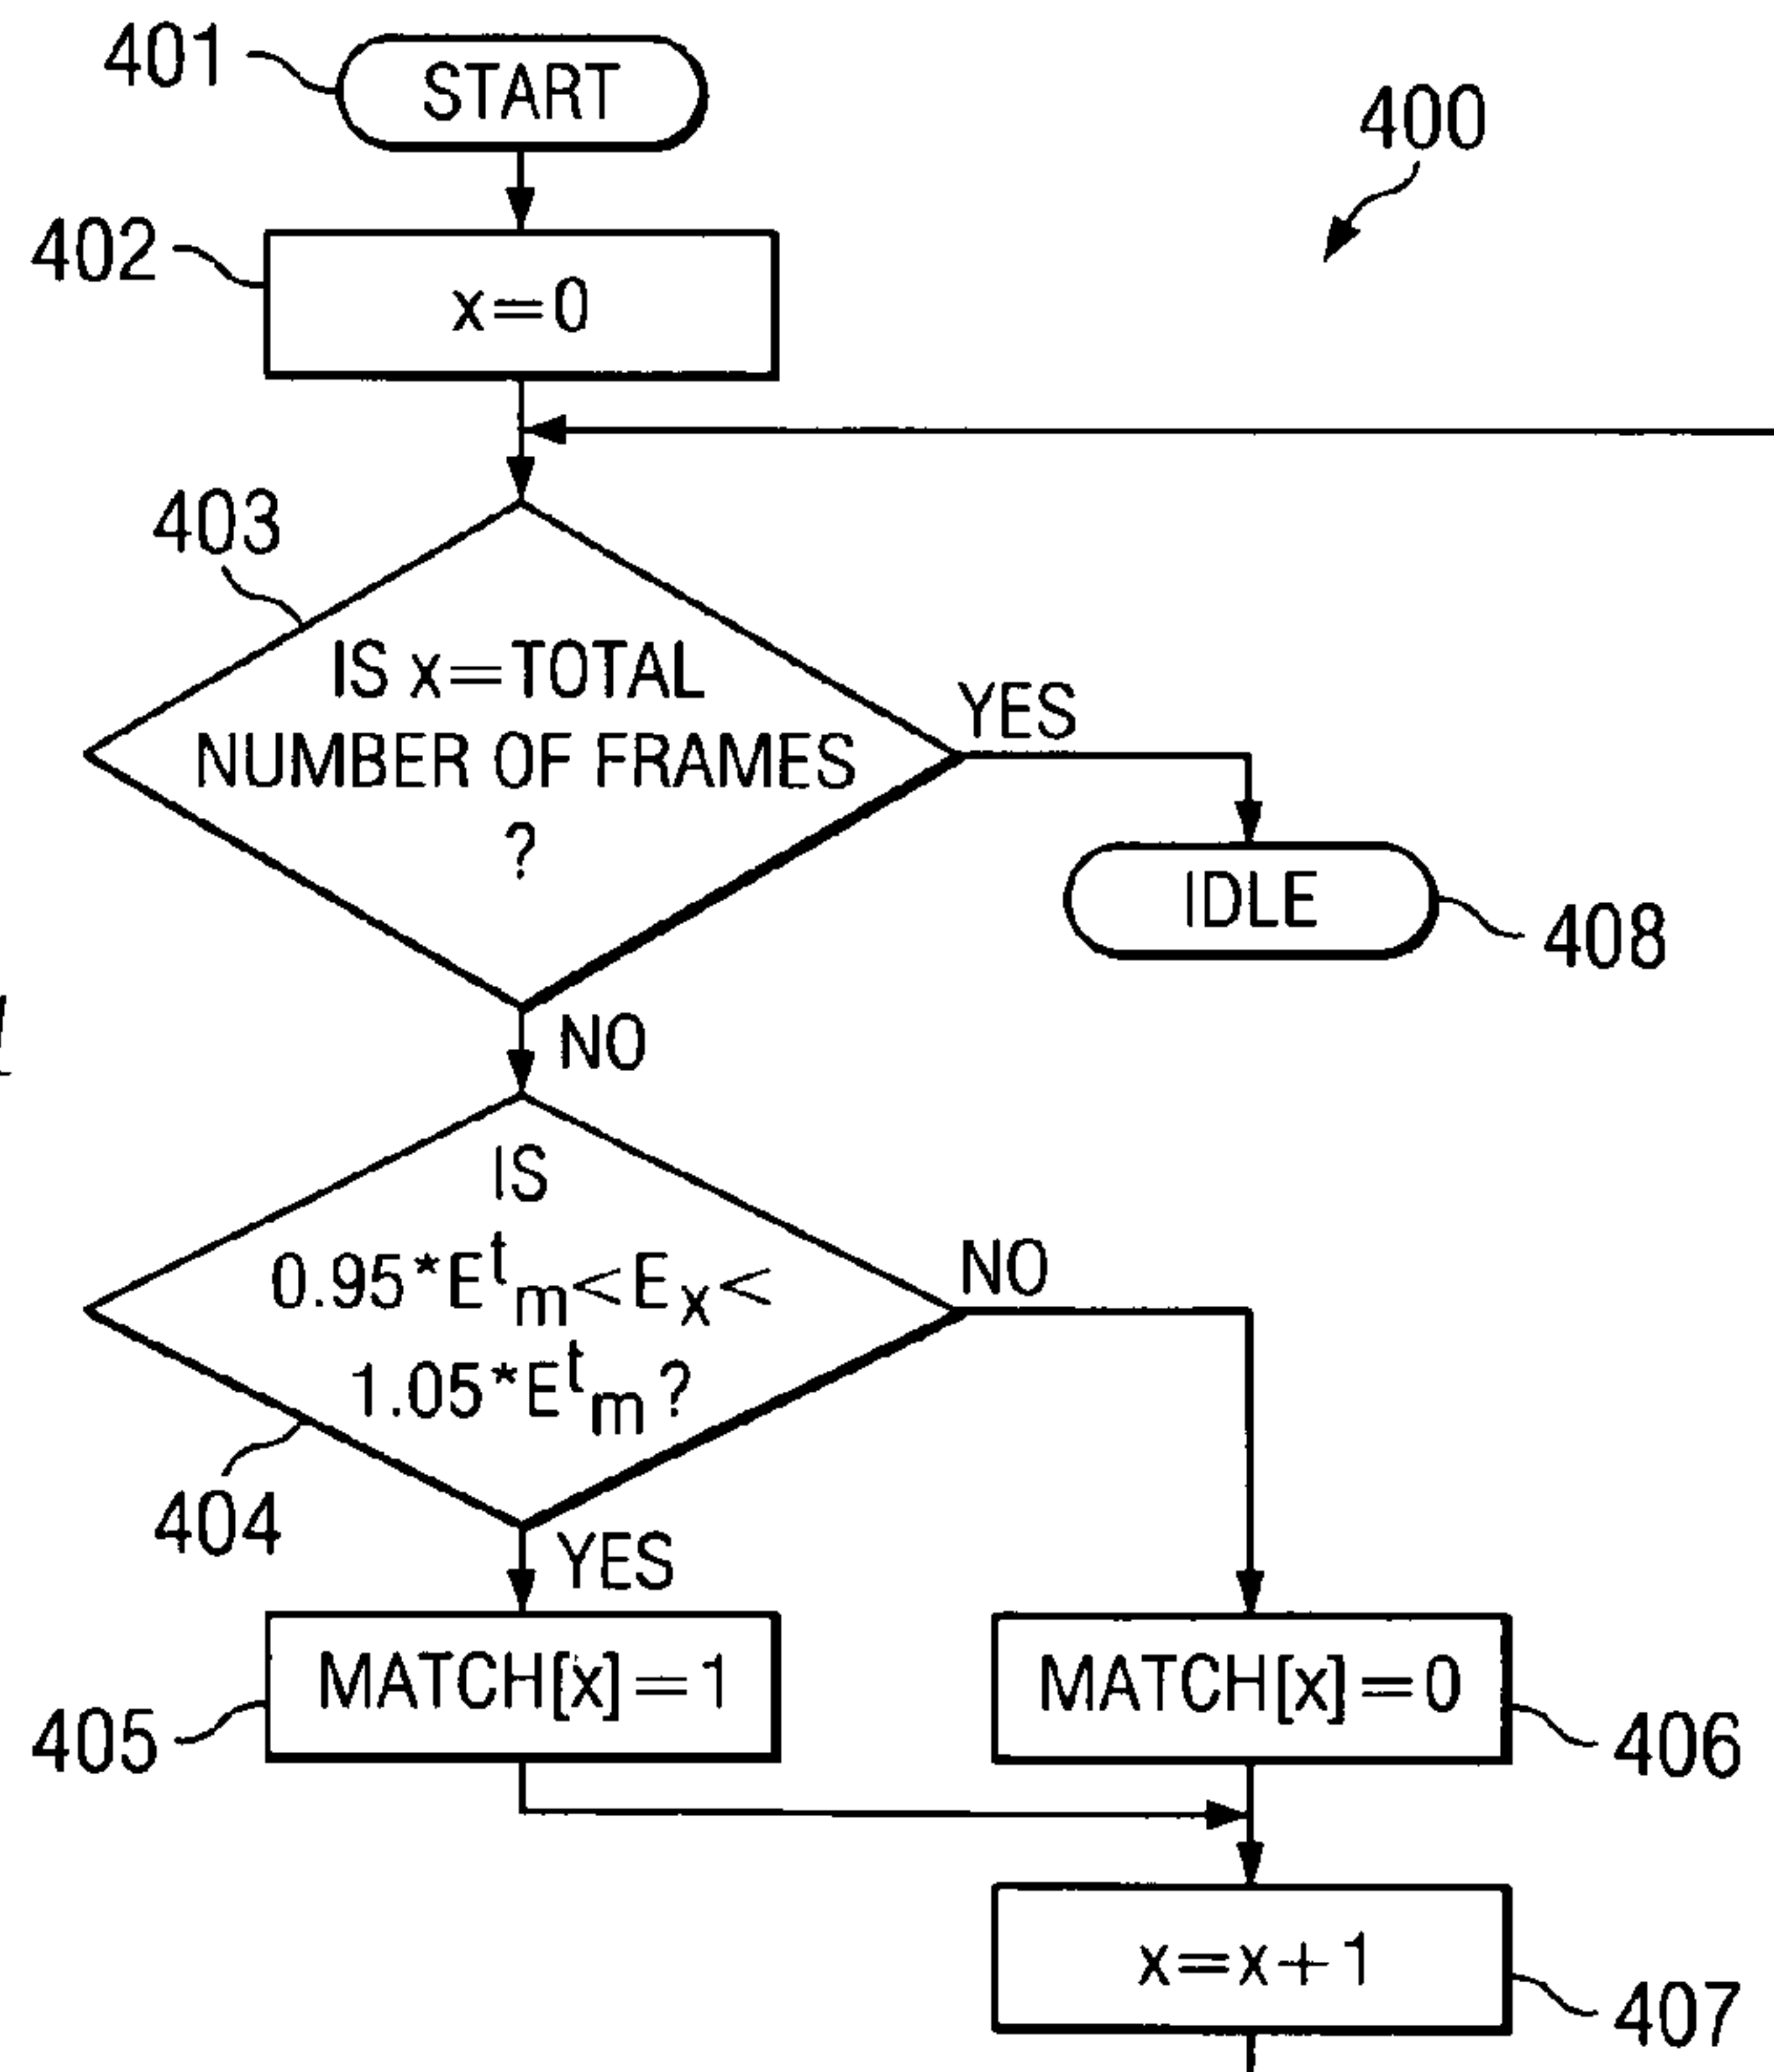 401
START
400
402
x=0
403
IS x=TOTAL
NUMBER OF FRAMES
?
YES
IDLE
408
NO
IS
0.95*E^t_m<E_x<
1.05*E^t_m?
NO
404
YES
MATCH[x]=1
405
MATCH[x]=0
406
x=x+1
407